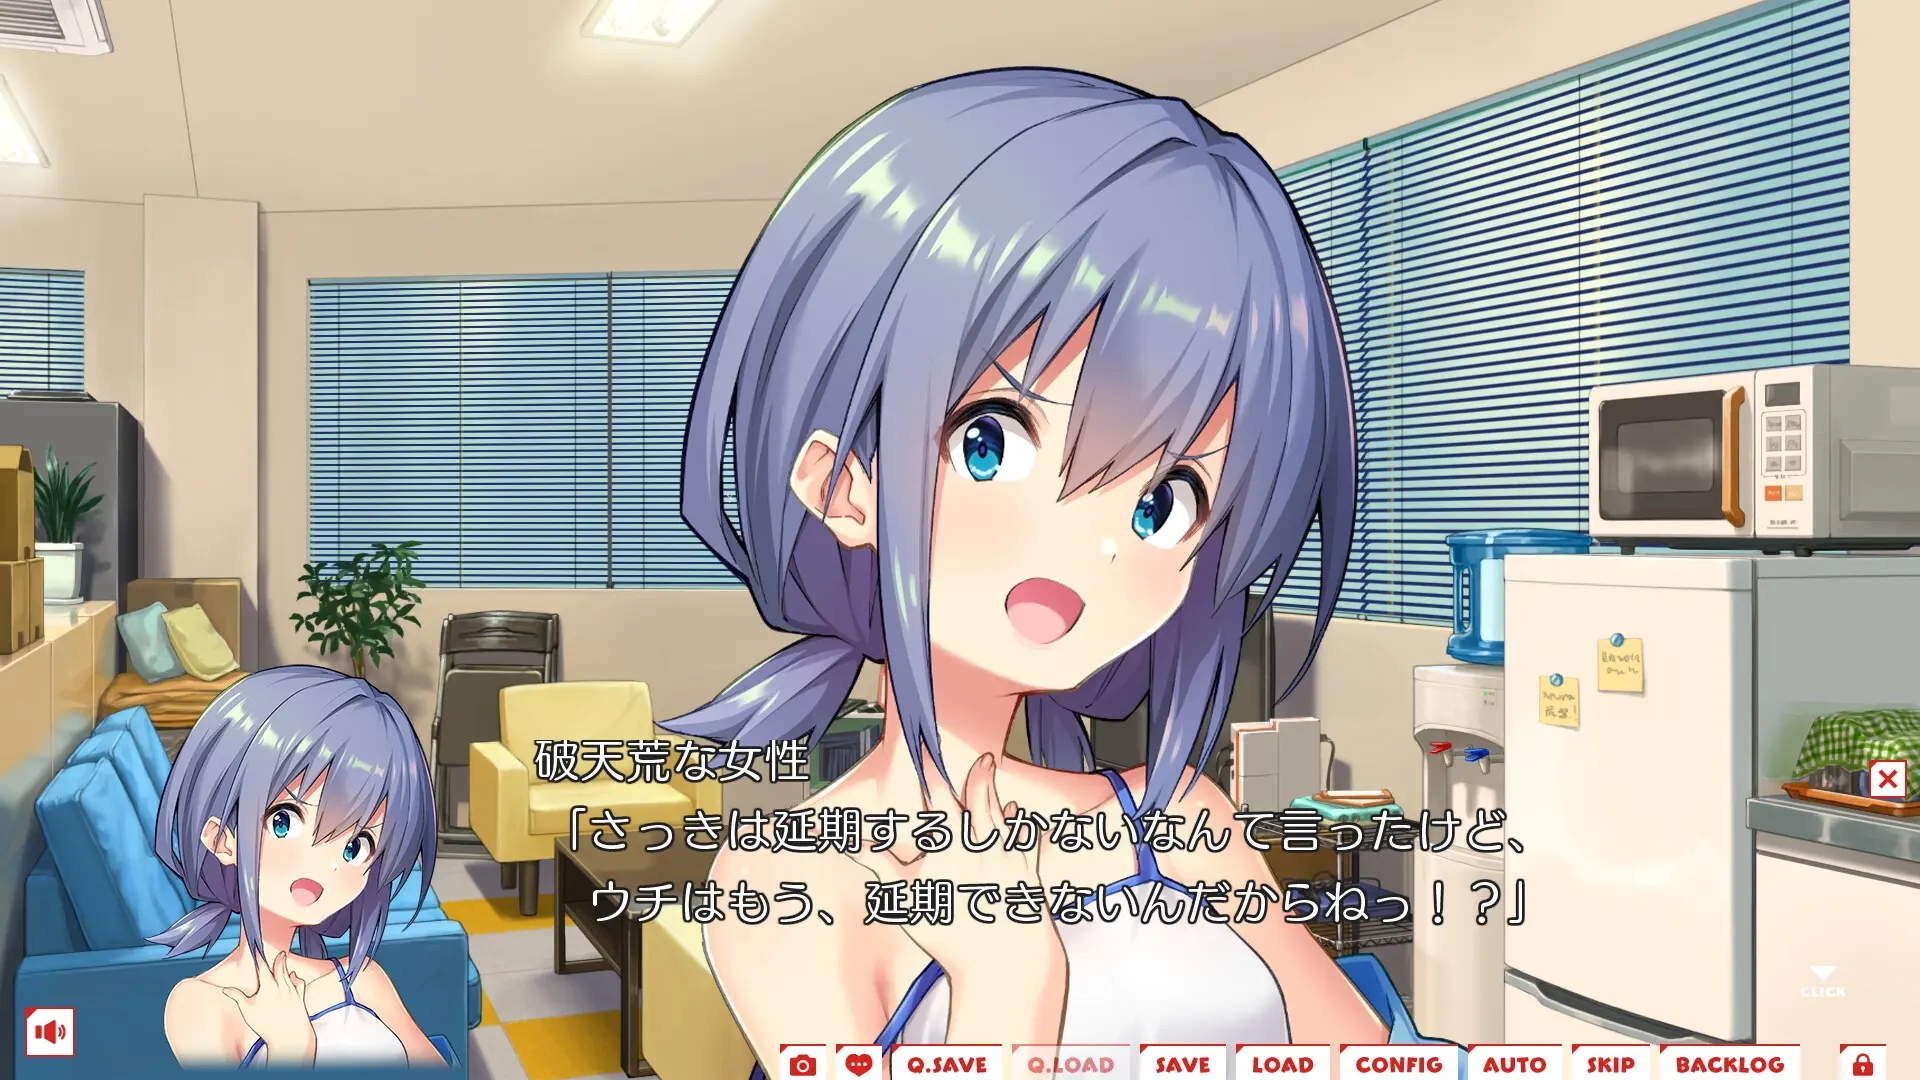 破天荒な女性
「さっきは延期するしかないなんて言ったけど、
ウチはもう、延期できないんだからねっ！？」
CLICK
Q.SAVE
Q.LOAD
SAVE
LOAD
CONFIG
AUTO
SKIP
BACKLOG